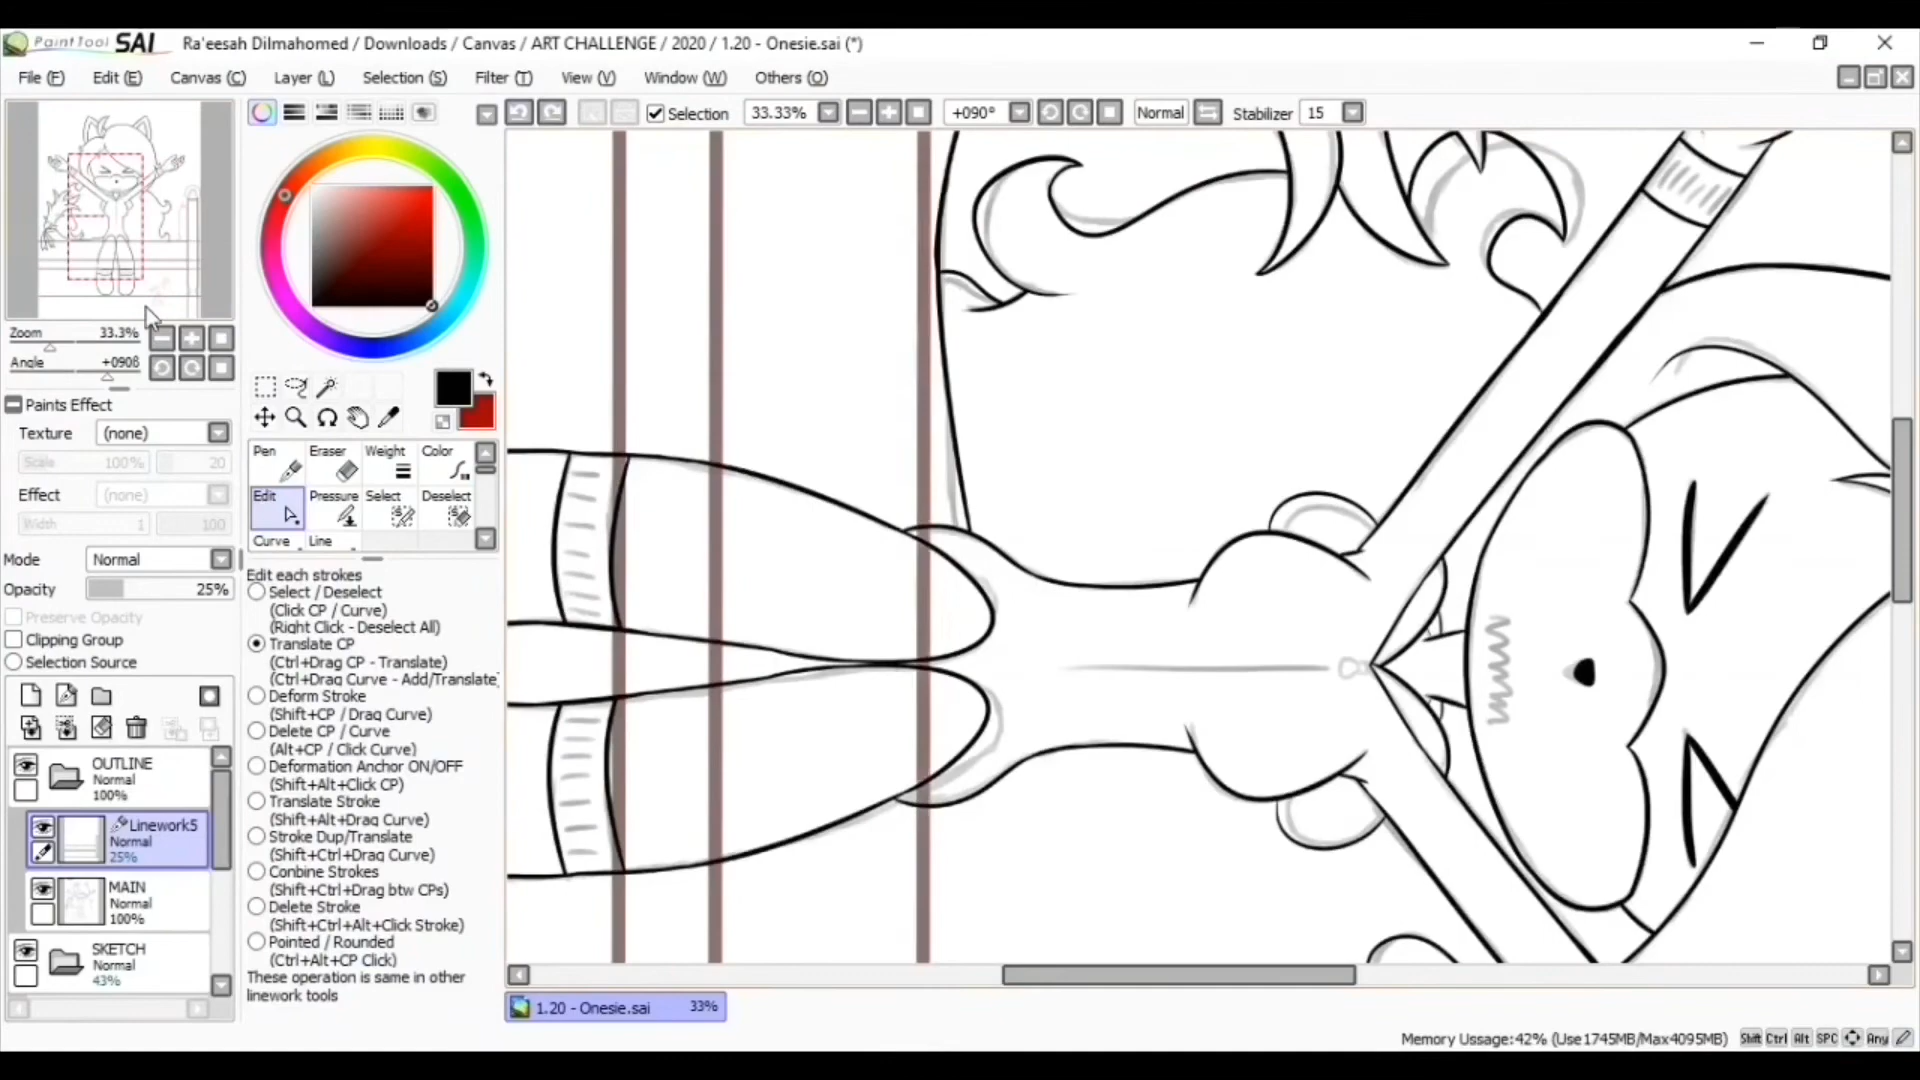 PaintTool SAI Ra'eesah Dilmahomed / Downloads / Canvas / ART CHALLENGE / 2020 / 1.20 - Onesie.sai (*)
File (F) Edit (E) Canvas (C) Layer (L) Selection (S) Filter (T) View (V) Window (W) Others (O)
Selection 33.33% +090° Normal Stabilizer 15
Zoom 33.3%
Angle +090ß
Paints Effect
Texture (none)
Scale 100% 20
Effect (none)
Width 1 100
Mode Normal
Opacity 25%
Preserve Opacity
Clipping Group
Selection Source
OUTLINE
Normal
100%
Linework5
Normal
25%
MAIN
Normal
100%
SKETCH
Normal
43%
Pen Eraser Weight Color
Edit Pressure Select Deselect
Curve Line
Edit each strokes
Select / Deselect
(Click CP / Curve)
(Right Click - Deselect All)
Translate CP
(Ctrl+Drag CP - Translate)
(Ctrl+Drag Curve - Add/Translate)
Deform Stroke
(Shift+CP / Drag Curve)
Delete CP / Curve
(Alt+CP / Click Curve)
Deformation Anchor ON/OFF
(Shift+Alt+Click CP)
Translate Stroke
(Shift+Alt+Drag Curve)
Stroke Dup/Translate
(Shift+Ctrl+Drag Curve)
Conbine Strokes
(Shift+Ctrl+Drag btw CPs)
Delete Stroke
(Shift+Ctrl+Alt+Click Stroke)
Pointed / Rounded
(Ctrl+Alt+CP Click)
These operation is same in other
linework tools
1.20 - Onesie.sai 33%
Memory Ussage:42% (Use1745MB/Max4095MB) Shift Ctrl Alt SPC Any